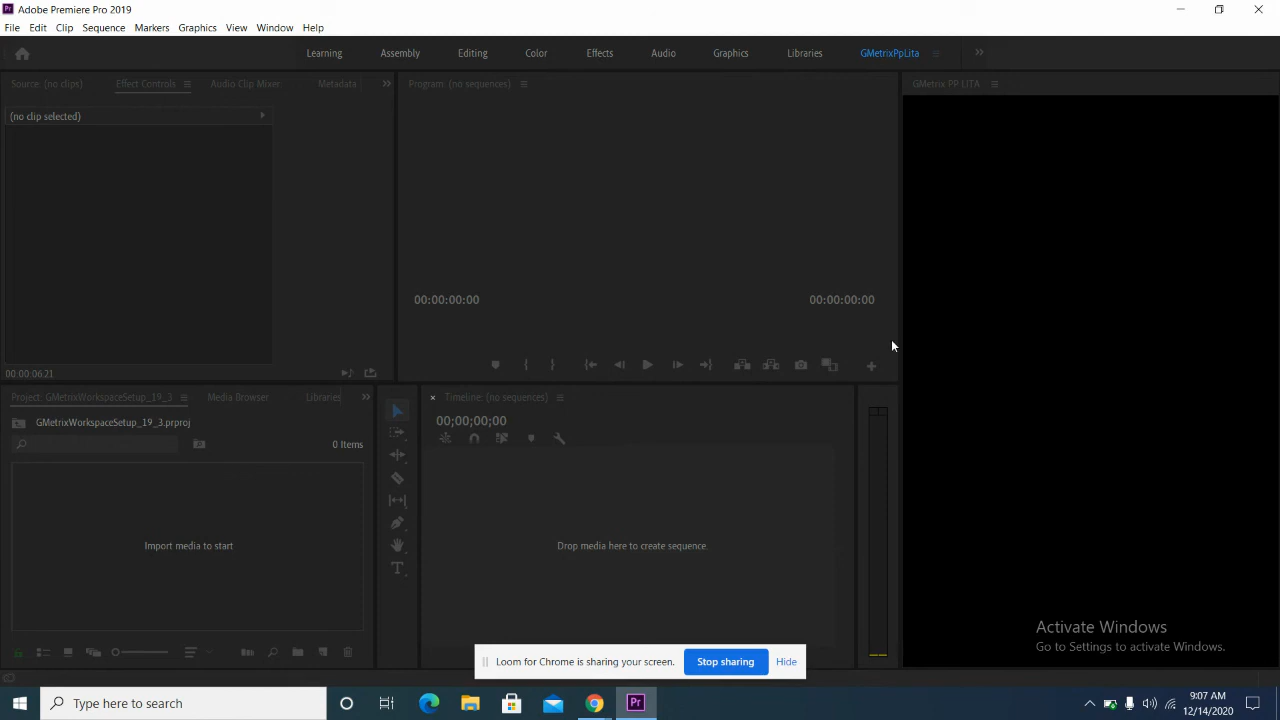 Pr Adobe Premiere Pro 2019
File Edit Clip Sequence Markers Graphics View Window Help
Learning Assembly Editing Color Effects Audio Graphics Libraries GMetrixPpLita
Source: (no clips) Effect Controls Audio Clip Mixer Metadata
Program: (no sequences)
GMetrix PP LITA
(no clip selected)
00:00:00:00 00:00:00:00
00:00:06:21
Project: GMetrixWorkspaceSetup_19_3 Media Browser Libraries
Timeline: (no sequences)
GMetrixWorkspaceSetup_19_3.prproj
00;00;00;00
0 Items
Import media to start
Drop media here to create sequence.
T
Activate Windows
Go to Settings to activate Windows.
Loom for Chrome is sharing your screen. Stop sharing Hide
Type here to search
Pr
9:07 AM
12/14/2020